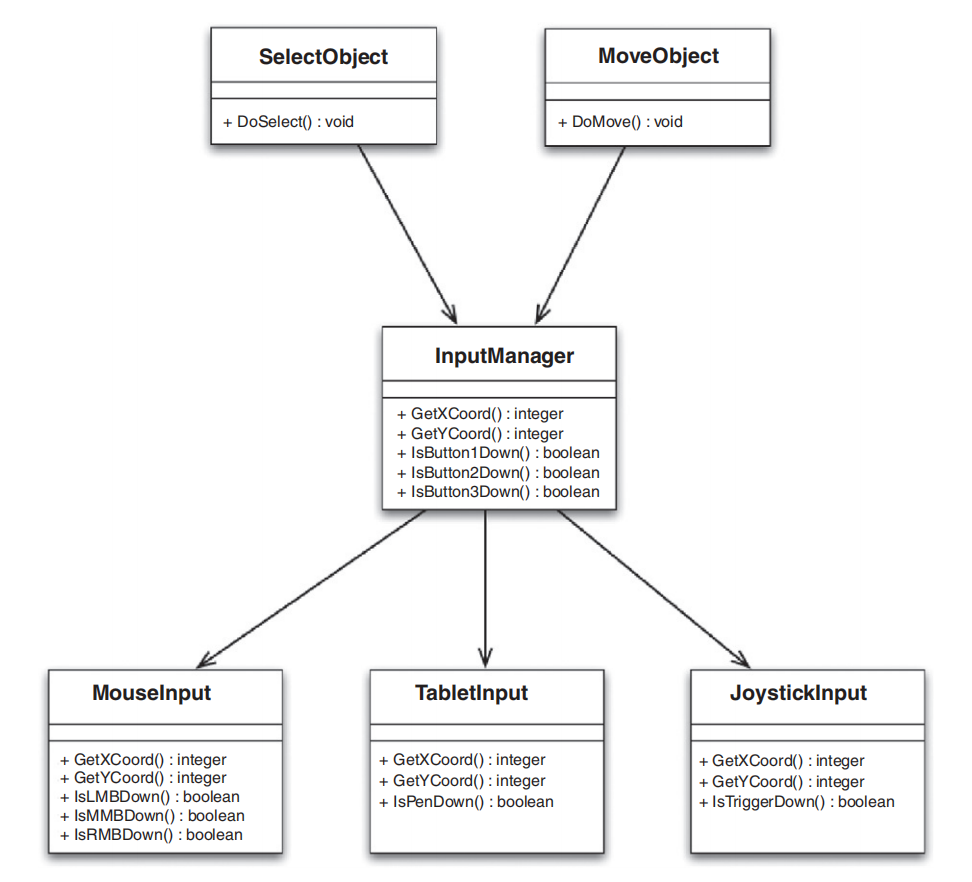 SelectObject
+ DoSelect() : void
MoveObject
+ DoMove() : void
InputManager
+ GetXCoord() : integer
+ GetYCoord() : integer
+ IsButton1Down() : boolean
+ IsButton2Down() : boolean
+ IsButton3Down() : boolean
MouseInput
+ GetXCoord() : integer
+ GetYCoord() : integer
+ IsLMBDown() : boolean
+ IsMMBDown() : boolean
+ IsRMBDown() : boolean
TabletInput
+ GetXCoord() : integer
+ GetYCoord() : integer
+ IsPenDown() : boolean
JoystickInput
+ GetXCoord() : integer
+ GetYCoord() : integer
+ IsTriggerDown() : boolean